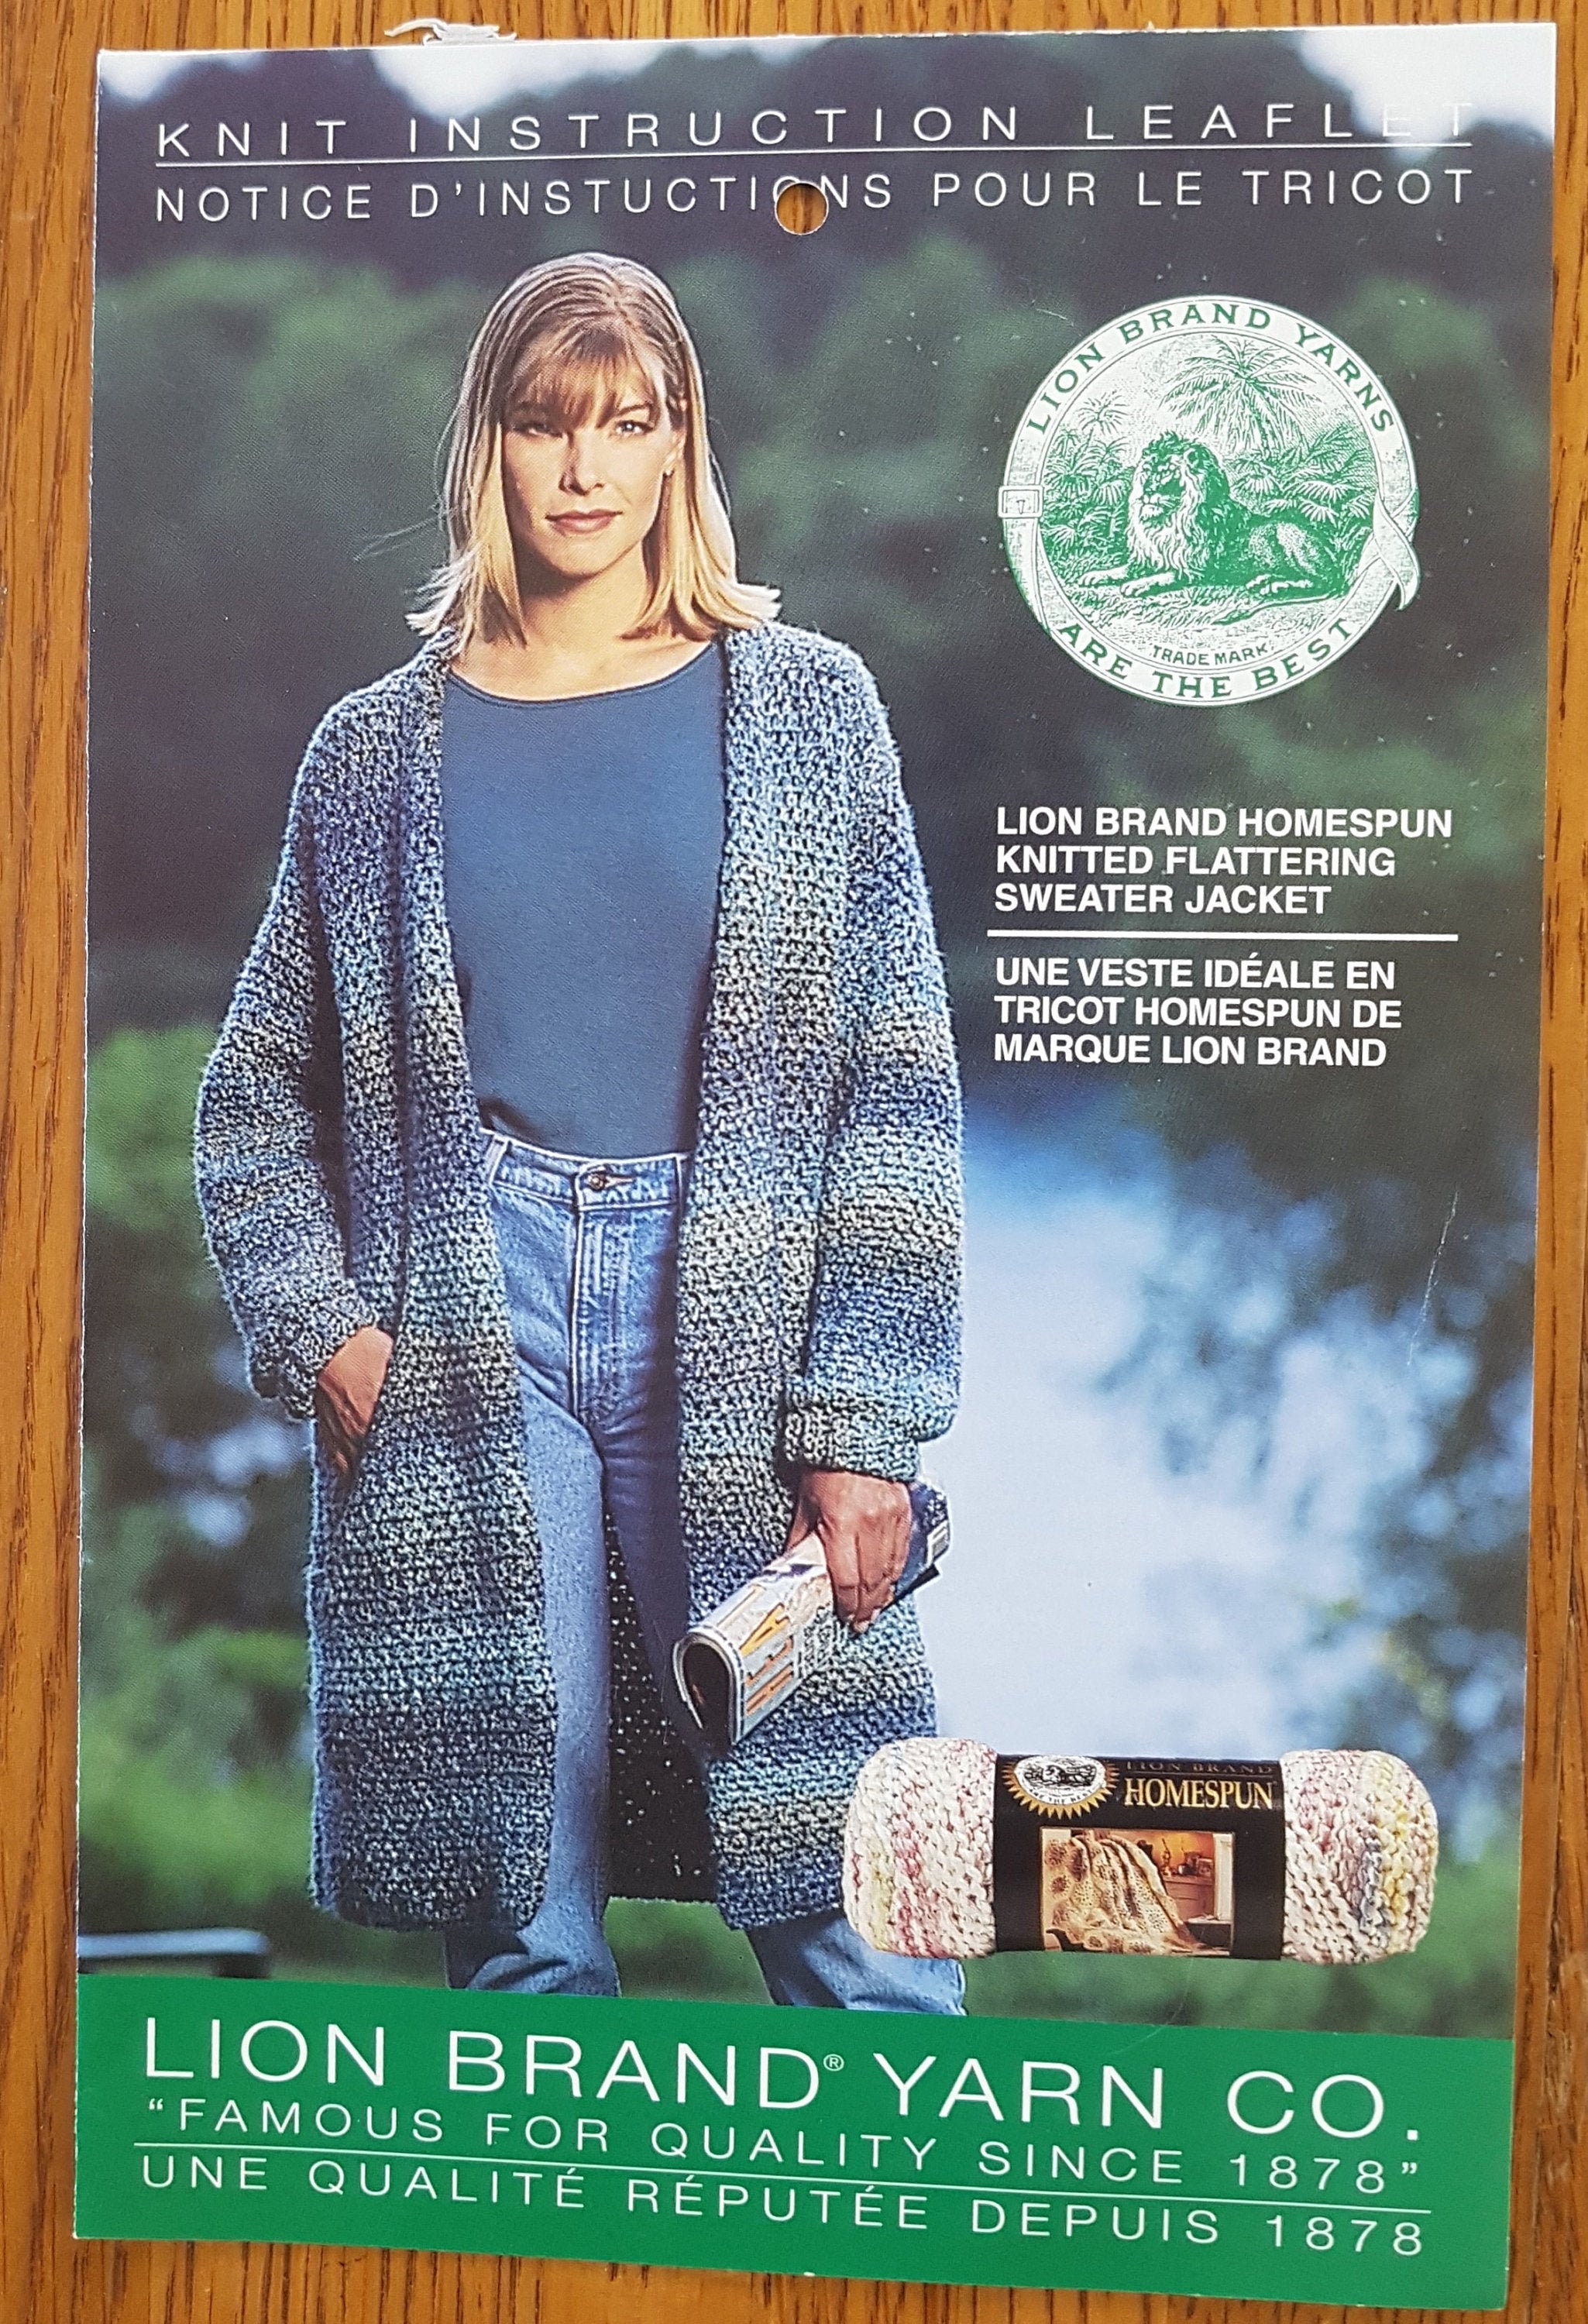 KNIT INSTRUCTION LEAFLET
NOTICE D'INSTUCTIONS POUR LE TRICOT
LION BRAND YARNS
TRADE MARK
ARE THE BEST
LION BRAND HOMESPUN
KNITTED FLATTERING
SWEATER JACKET
UNE VESTE IDÉALE EN
TRICOT HOMESPUN DE
MARQUE LION BRAND
LION BRAND
HOMESPUN
LION BRAND® YARN CO.
“FAMOUS FOR QUALITY SINCE 1878”
UNE QUALITÉ RÉPUTÉE DEPUIS 1878